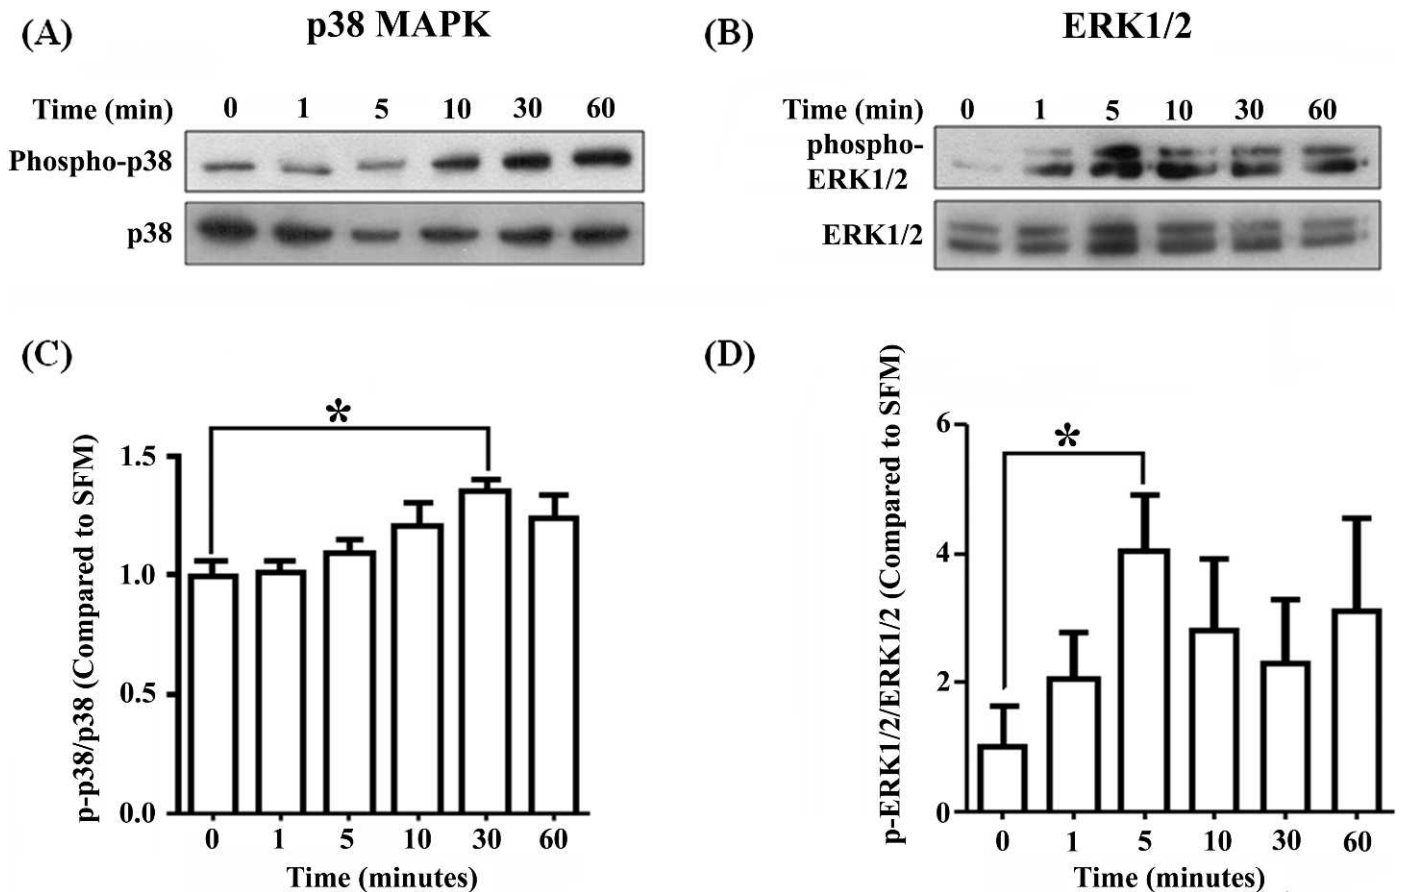 (A) p38 MAPK
Time (min) 0 1 5 10 30 60
Phospho-p38
p38
(B) ERK1/2
Time (min) 0 1 5 10 30 60
phospho-
ERK1/2
ERK1/2
(C)
p-p38/p38 (Compared to SFM)
1.5
1.0
0.5
0.0
*
0 1 5 10 30 60
Time (minutes)
(D)
p-ERK1/2/ERK1/2 (Compared to SFM)
6
4
2
0
*
0 1 5 10 30 60
Time (minutes)